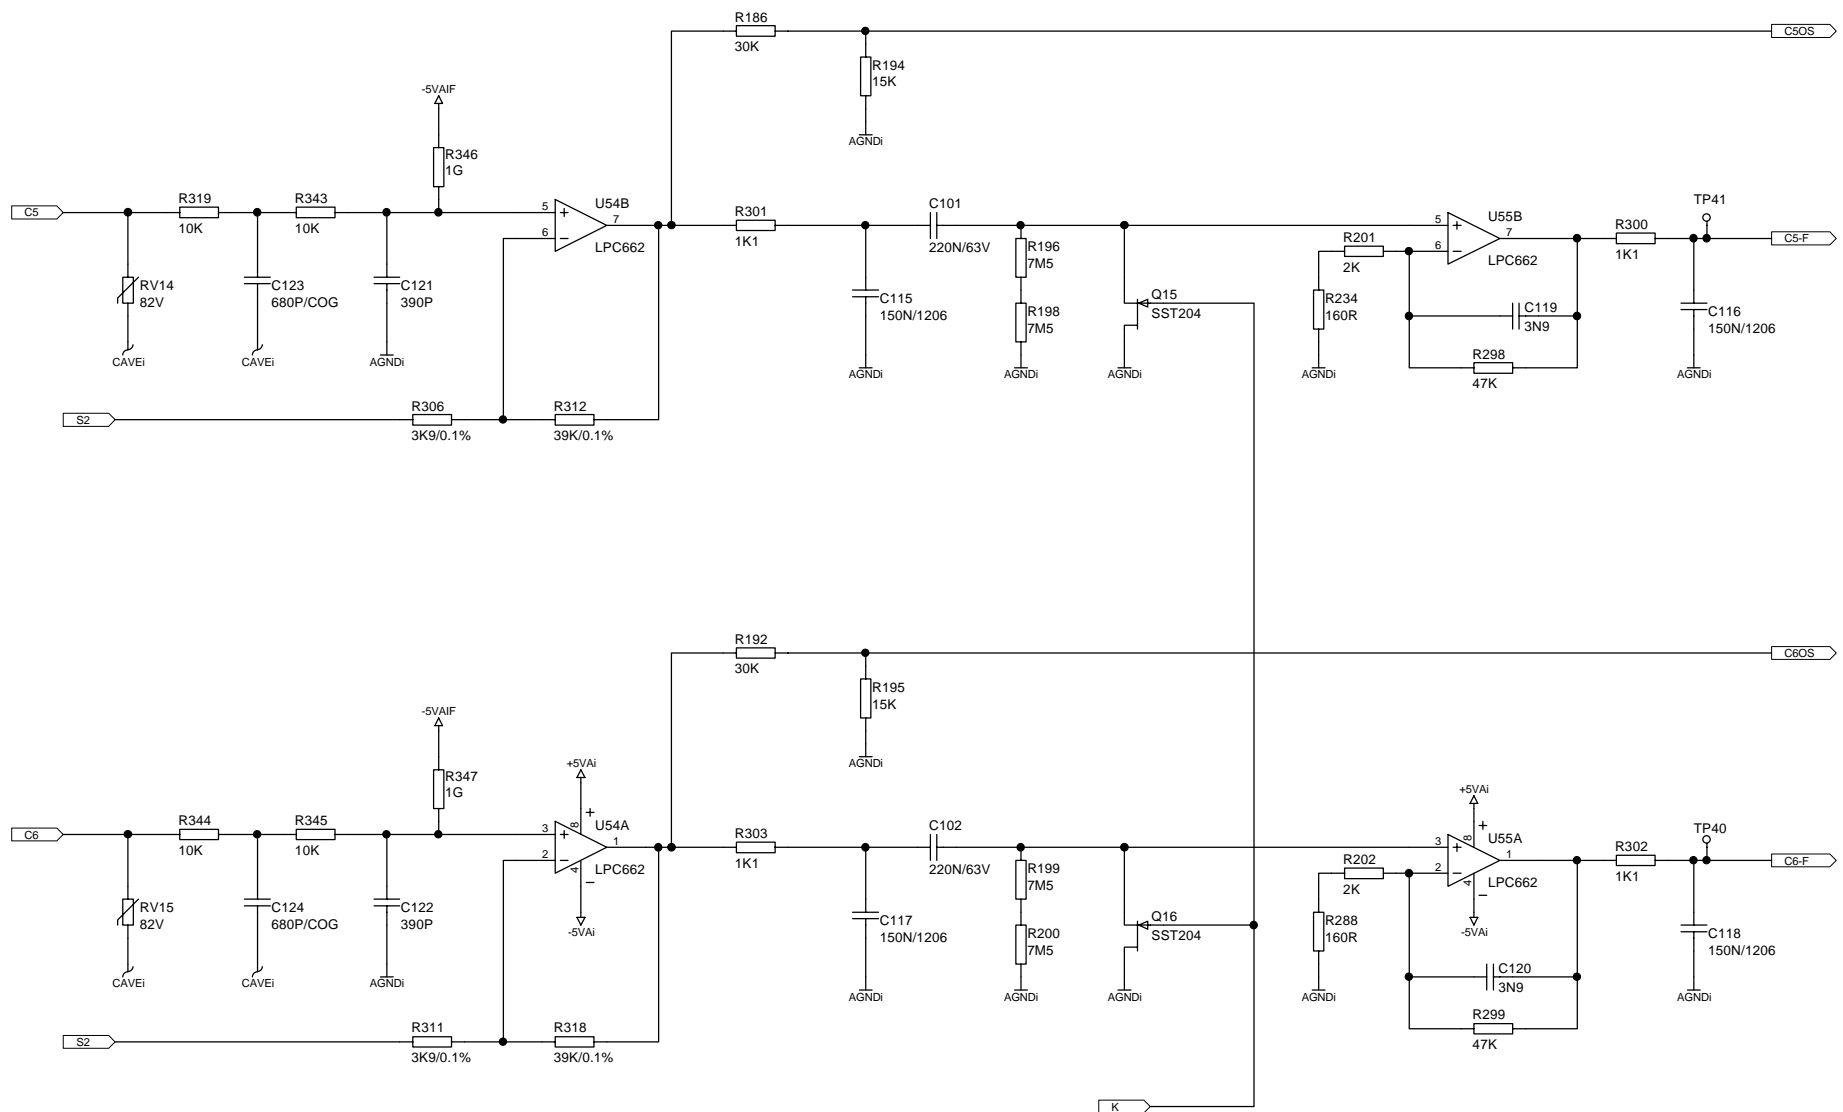 R186
30K
C5OS
R194
15K
AGNDi
-5VAIF
R346
1G
C5
R319
10K
R343
10K
5
6
+
−
7
U54B
LPC662
R301
1K1
C101
220N/63V
R196
7M5
R198
7M5
AGNDi
RV14
82V
CAVEi
C123
680P/COG
CAVEi
C121
390P
AGNDi
C115
150N/1206
AGNDi
Q15
SST204
AGNDi
R201
2K
R234
160R
AGNDi
5
6
+
−
7
U55B
LPC662
C119
3N9
R298
47K
R300
1K1
TP41
C5-F
C116
150N/1206
AGNDi
S2
R306
3K9/0.1%
R312
39K/0.1%
R192
30K
C6OS
R195
15K
AGNDi
-5VAIF
R347
1G
C6
R344
10K
R345
10K
+5VAi
+
8
3
2
+
−
1
4
−
-5VAi
U54A
LPC662
R303
1K1
C102
220N/63V
R199
7M5
R200
7M5
AGNDi
RV15
82V
CAVEi
C124
680P/COG
CAVEi
C122
390P
AGNDi
C117
150N/1206
AGNDi
Q16
SST204
AGNDi
R202
2K
R288
160R
AGNDi
+5VAi
+
8
3
2
+
−
1
4
−
-5VAi
U55A
LPC662
C120
3N9
R299
47K
R302
1K1
TP40
C6-F
C118
150N/1206
AGNDi
S2
R311
3K9/0.1%
R318
39K/0.1%
K